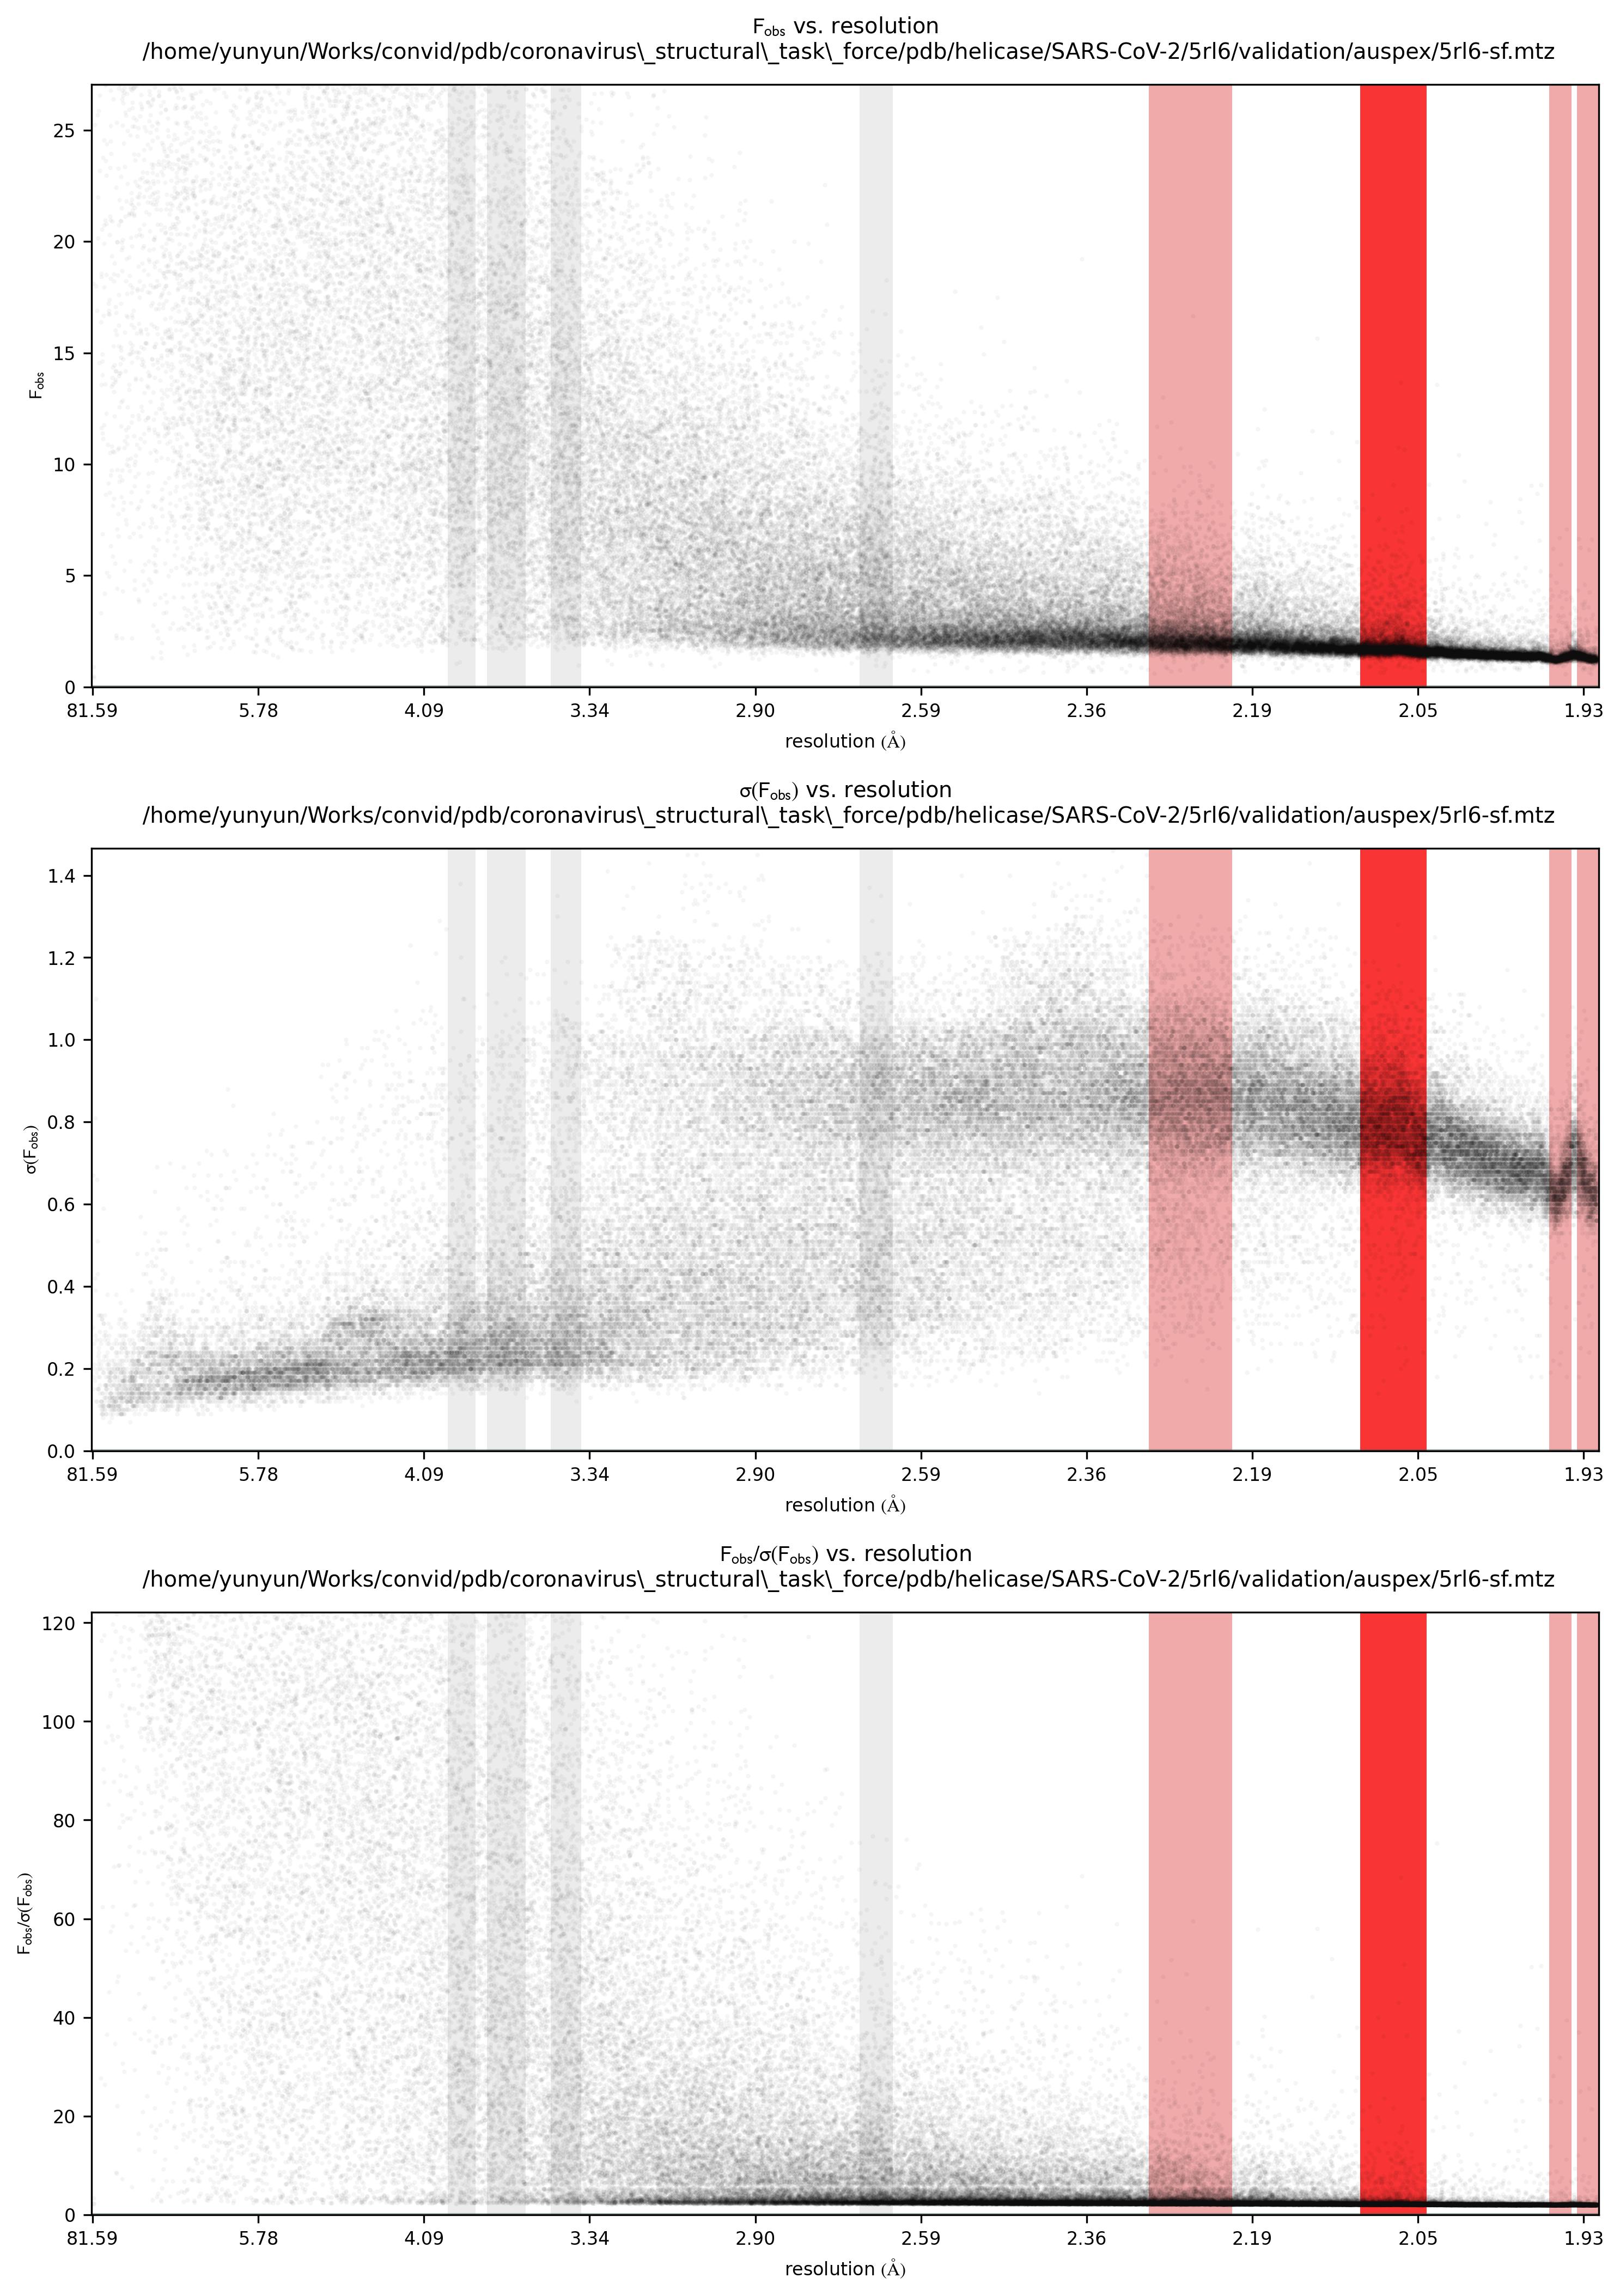 Fobs vs. resolution
/home/yunyun/Works/convid/pdb/coronavirus\_structural\_task\_force/pdb/helicase/SARS-CoV-2/5rl6/validation/auspex/5rl6-sf.mtz
25
20
15
10
5
0
Fobs
81.59 5.78 4.09 3.34 2.90 2.59 2.36 2.19 2.05 1.93
resolution (Å)
σ(Fobs) vs. resolution
/home/yunyun/Works/convid/pdb/coronavirus\_structural\_task\_force/pdb/helicase/SARS-CoV-2/5rl6/validation/auspex/5rl6-sf.mtz
1.4
1.2
1.0
0.8
0.6
0.4
0.2
0.0
σ(Fobs)
81.59 5.78 4.09 3.34 2.90 2.59 2.36 2.19 2.05 1.93
resolution (Å)
Fobs/σ(Fobs) vs. resolution
/home/yunyun/Works/convid/pdb/coronavirus\_structural\_task\_force/pdb/helicase/SARS-CoV-2/5rl6/validation/auspex/5rl6-sf.mtz
120
100
80
60
40
20
0
Fobs/σ(Fobs)
81.59 5.78 4.09 3.34 2.90 2.59 2.36 2.19 2.05 1.93
resolution (Å)